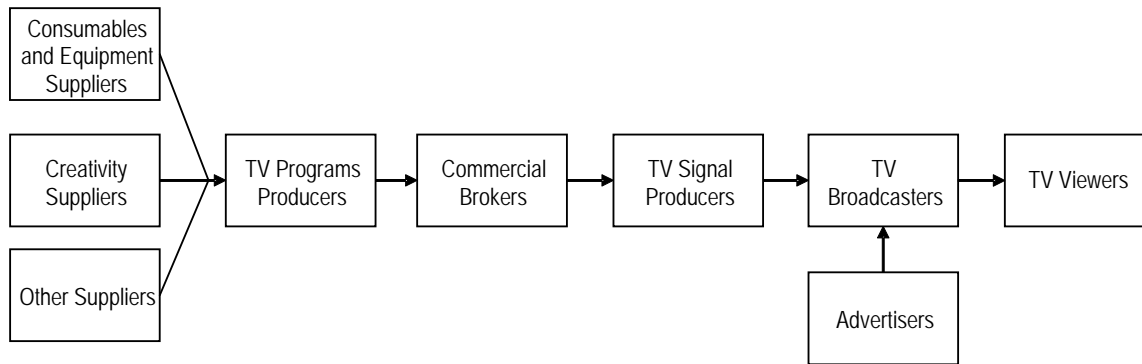 Consumables
and Equipment
Suppliers
Creativity
Suppliers
Other Suppliers
TV Programs
Producers
Commercial
Brokers
TV Signal
Producers
TV
Broadcasters
TV Viewers
Advertisers